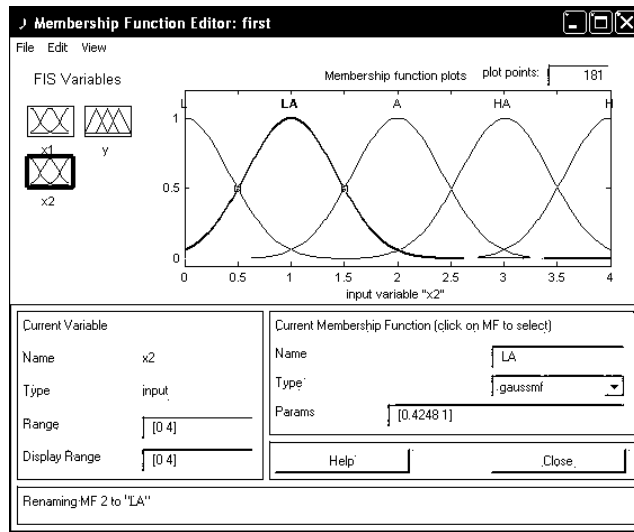 Membership Function Editor: first
File Edit View
FIS Variables
Membership function plots plot points: 181
L LA A HA H
x1 y
x2
1
0.5
0
0 0.5 1 1.5 2 2.5 3 3.5 4
input variable "x2"
Current Variable
Name x2
Type input
Range [0 4]
Display Range [0 4]
Current Membership Function (click on MF to select)
Name LA
Type gaussmf
Params [0.4248 1]
Help Close
Renaming MF 2 to "LA"